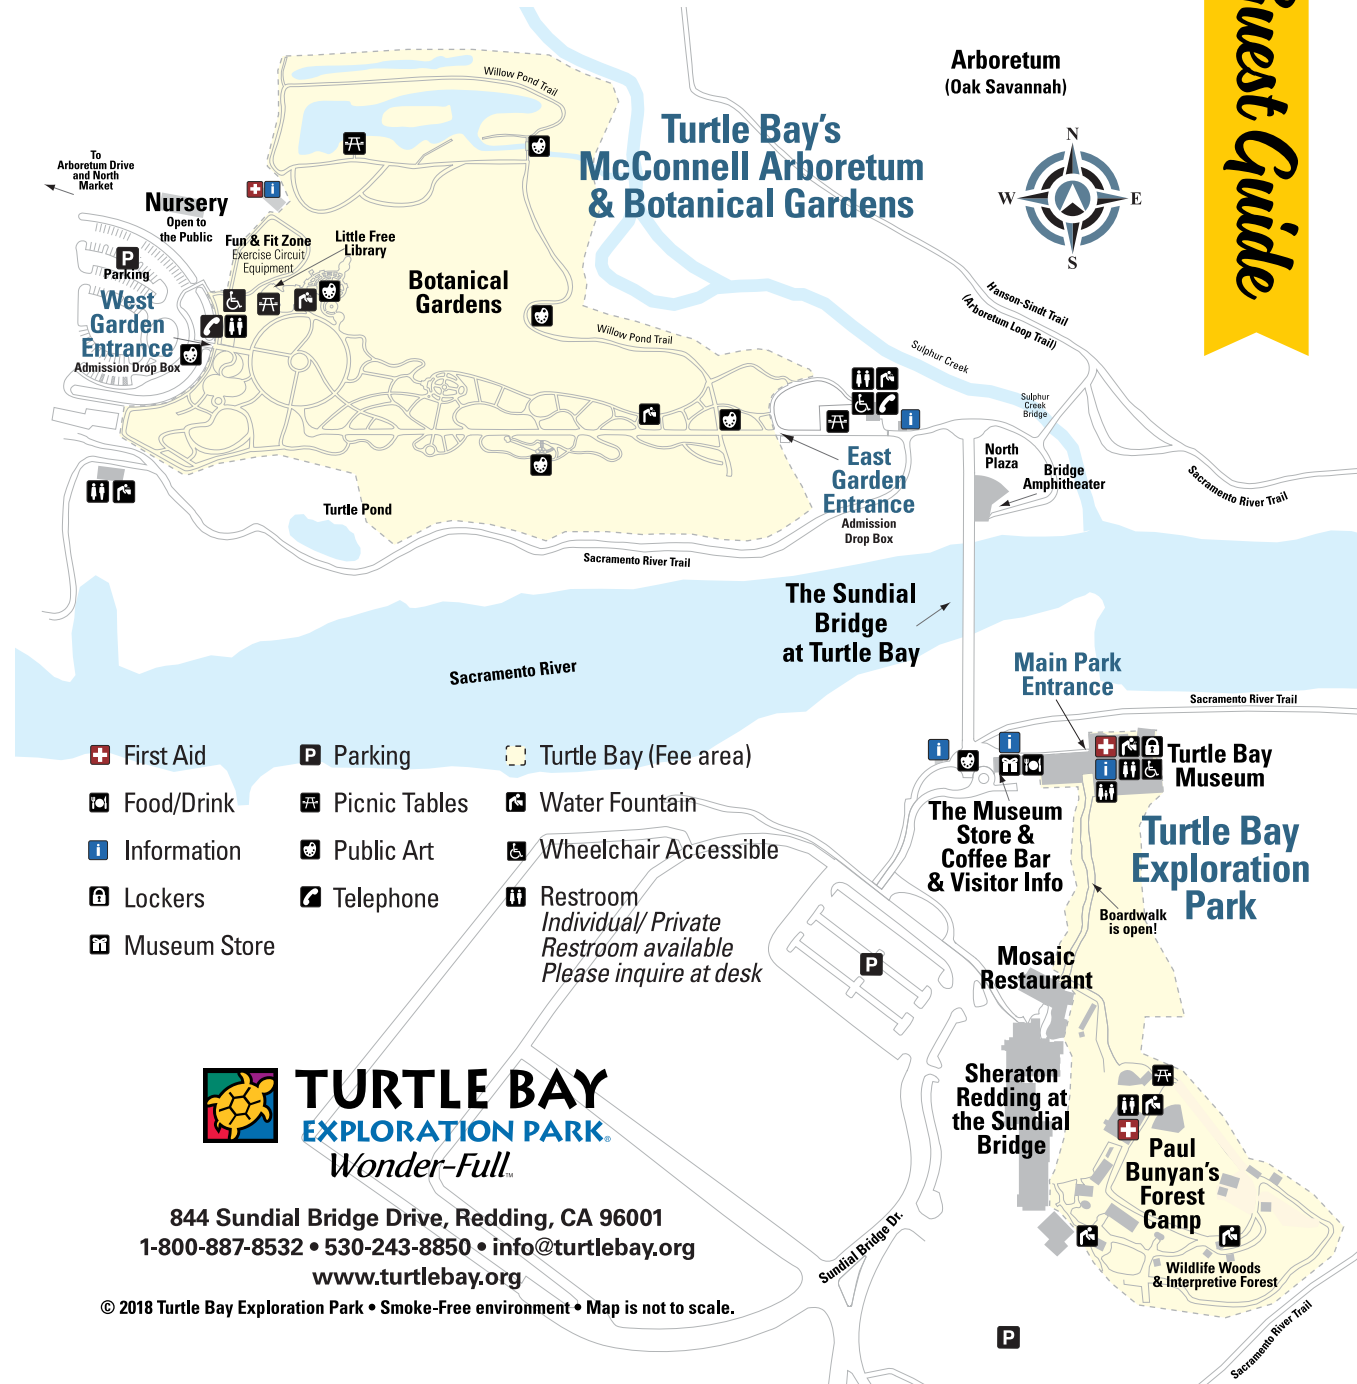 Guest Guide
Arboretum
(Oak Savannah)
N
W
E
S
Willow Pond Trail
Turtle Bay's
McConnell Arboretum
& Botanical Gardens
To
Arboretum Drive
and North
Market
Nursery
Open to
the Public
Fun & Fit Zone
Exercise Circuit
Equipment
Little Free
Library
Botanical
Gardens
P
Parking
West
Garden
Entrance
Admission Drop Box
Willow Pond Trail
Hanson-Sindt Trail
(Arboretum Loop Trail)
Sulphur Creek
Sulphur
Creek
Bridge
North
Plaza
Bridge
Amphitheater
East
Garden
Entrance
Admission
Drop Box
Sacramento River Trail
Turtle Pond
Sacramento River Trail
The Sundial
Bridge
at Turtle Bay
Sacramento River
Main Park
Entrance
Sacramento River Trail
Turtle Bay
Museum
The Museum
Store &
Coffee Bar
& Visitor Info
Turtle Bay
Exploration
Park
Boardwalk
is open!
Mosaic
Restaurant
P
Sheraton
Redding at
the Sundial
Bridge
Paul
Bunyan's
Forest
Camp
Wildlife Woods
& Interpretive Forest
Sundial Bridge Dr.
Sacramento River Trail
P
First Aid
Food/Drink
i Information
Lockers
Museum Store
P Parking
Picnic Tables
Public Art
Telephone
Turtle Bay (Fee area)
Water Fountain
Wheelchair Accessible
Restroom
Individual/ Private
Restroom available
Please inquire at desk
TURTLE BAY
EXPLORATION PARK®
Wonder-Full™
844 Sundial Bridge Drive, Redding, CA 96001
1-800-887-8532 • 530-243-8850 • info@turtlebay.org
www.turtlebay.org
© 2018 Turtle Bay Exploration Park • Smoke-Free environment • Map is not to scale.